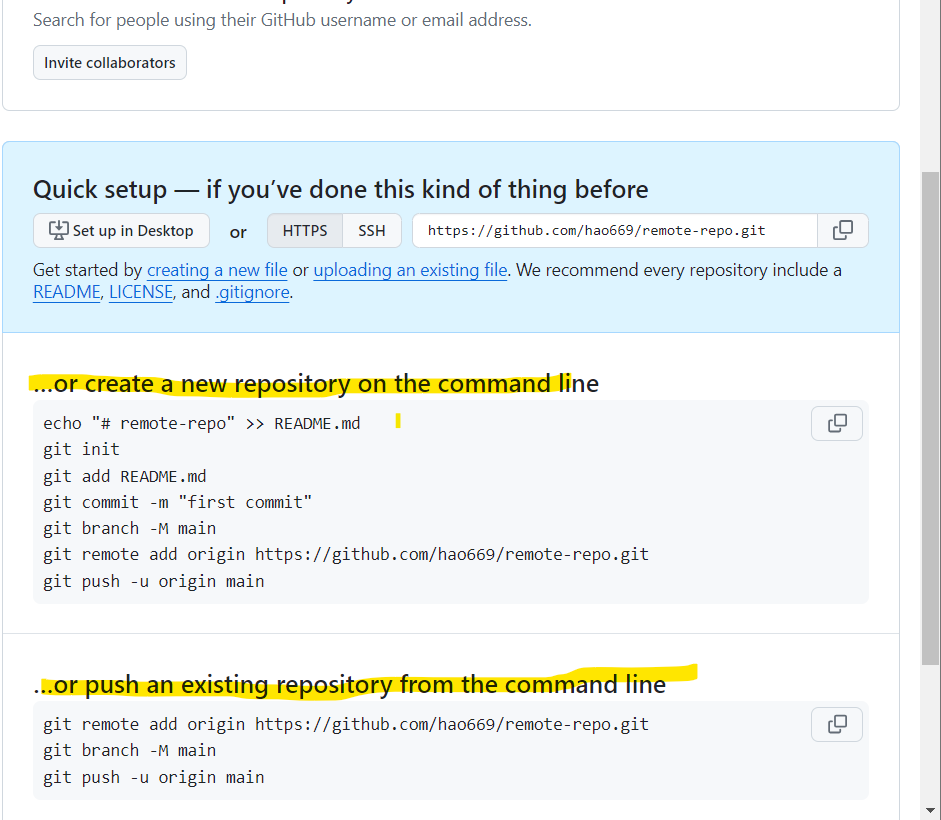 Search for people using their GitHub username or email address.
Invite collaborators
Quick setup — if you’ve done this kind of thing before
Set up in Desktop or HTTPS SSH https://github.com/hao669/remote-repo.git
Get started by creating a new file or uploading an existing file. We recommend every repository include a
README, LICENSE, and .gitignore.
…or create a new repository on the command line
echo "# remote-repo" >> README.md
git init
git add README.md
git commit -m "first commit"
git branch -M main
git remote add origin https://github.com/hao669/remote-repo.git
git push -u origin main
…or push an existing repository from the command line
git remote add origin https://github.com/hao669/remote-repo.git
git branch -M main
git push -u origin main